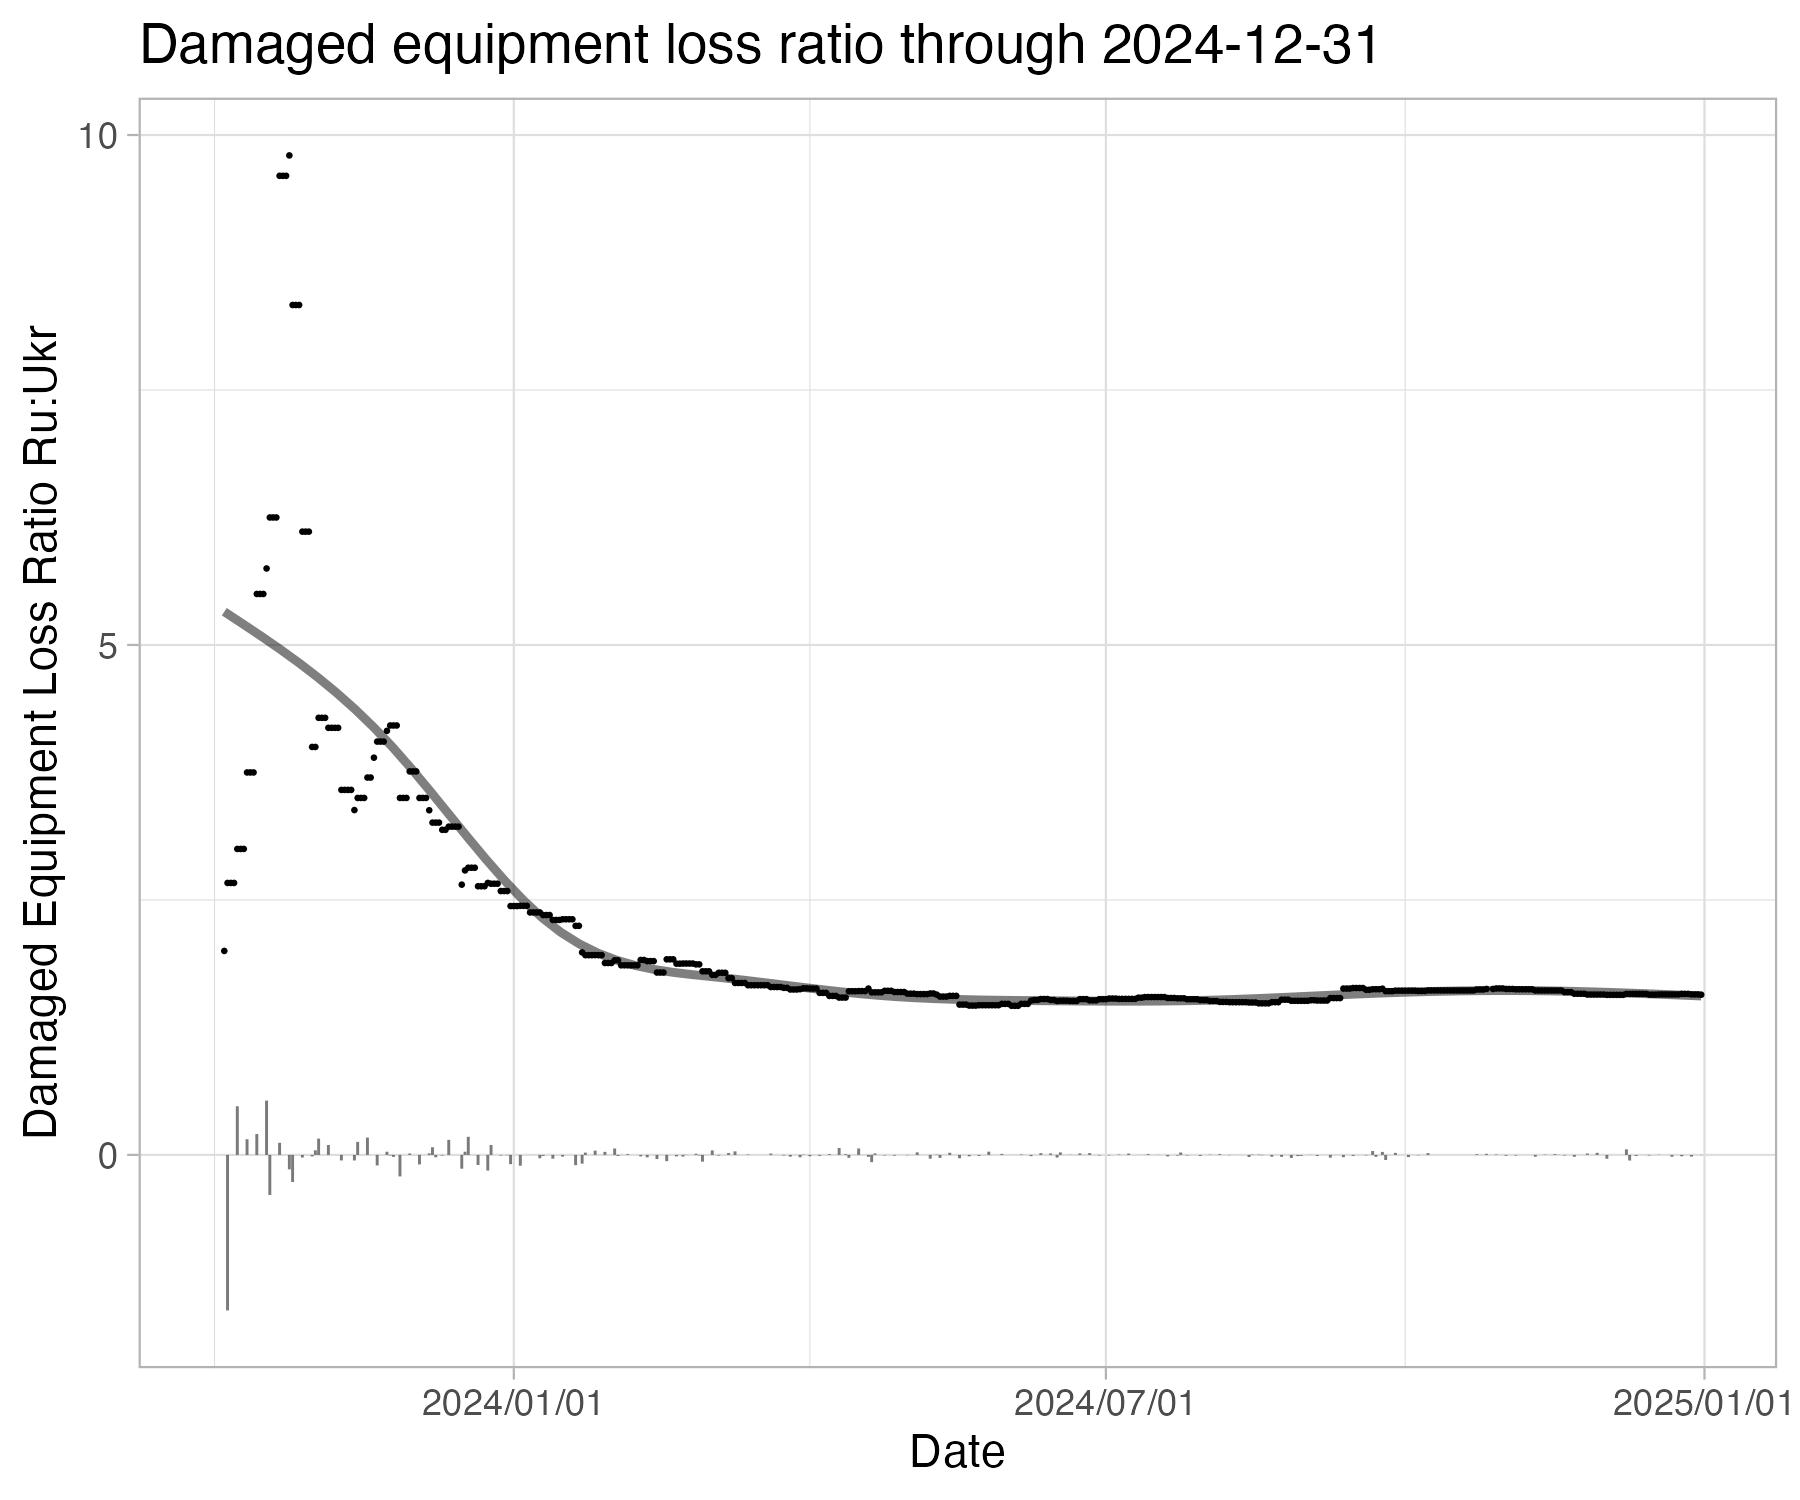 Damaged equipment loss ratio through 2024-12-31
Damaged Equipment Loss Ratio Ru:Ukr
10
5
0
2024/01/01
2024/07/01
2025/01/01
Date